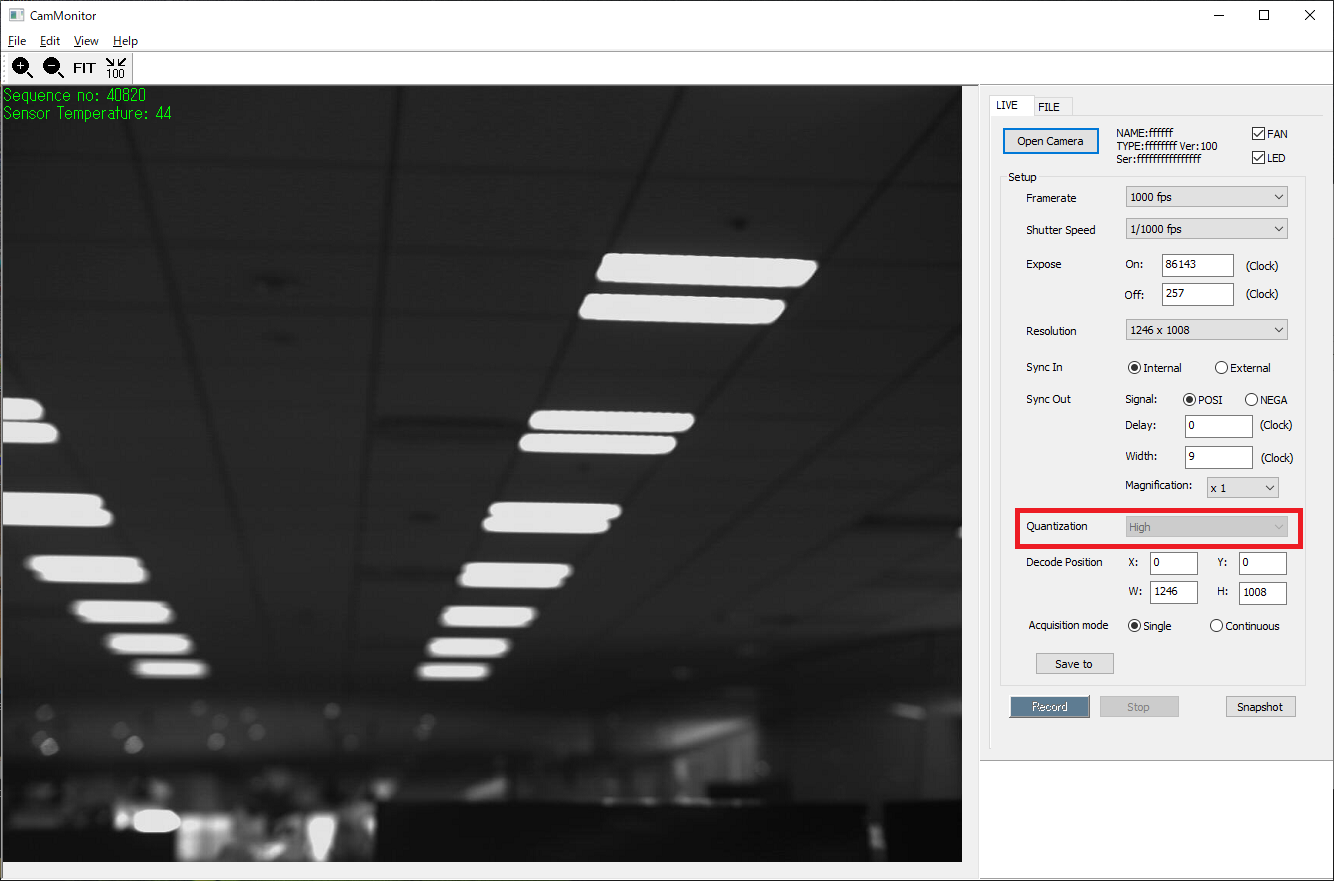 CamMonitor
File Edit View Help
FIT 100
Sequence no: 40820
Sensor Temperature: 44
LIVE FILE
Open Camera
NAME:ffffff
TYPE:ffffffff Ver:100
Ser:ffffffffffffffff
FAN
LED
Setup
Framerate 1000 fps
Shutter Speed 1/1000 fps
Expose On: 86143 (Clock)
Off: 257 (Clock)
Resolution 1246 x 1008
Sync In Internal External
Sync Out Signal: POSI NEGA
Delay: 0 (Clock)
Width: 9 (Clock)
Magnification: x 1
Quantization High
Decode Position X: 0 Y: 0
W: 1246 H: 1008
Acquisition mode Single Continuous
Save to
Record Stop Snapshot